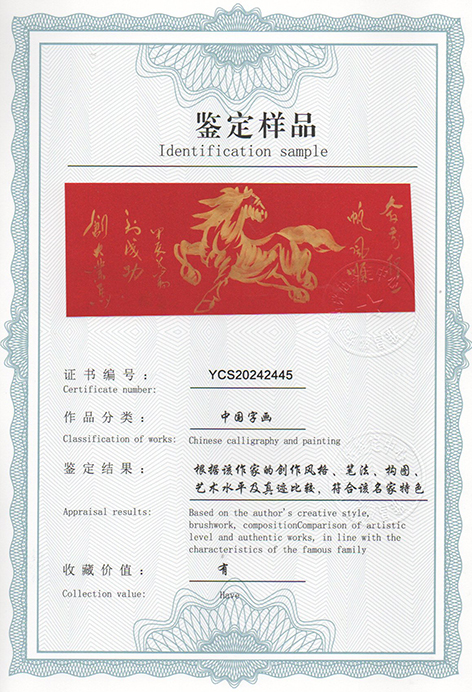 鉴定样品
Identification sample
一帆风顺
马到成功
证书编号：
YCS20242445
Certificate number:
作品分类：
中国字画
Classification of works:
Chinese calligraphy and painting
鉴定结果：
根据该作家的创作风格、笔法、构图、
艺术水平及真迹比较，符合该名家特色
Appraisal results:
Based on the author's creative style,
brushwork, compositionComparison of artistic
level and authentic works, in line with the
characteristics of the famous family
收藏价值：
有
Collection value:
Have